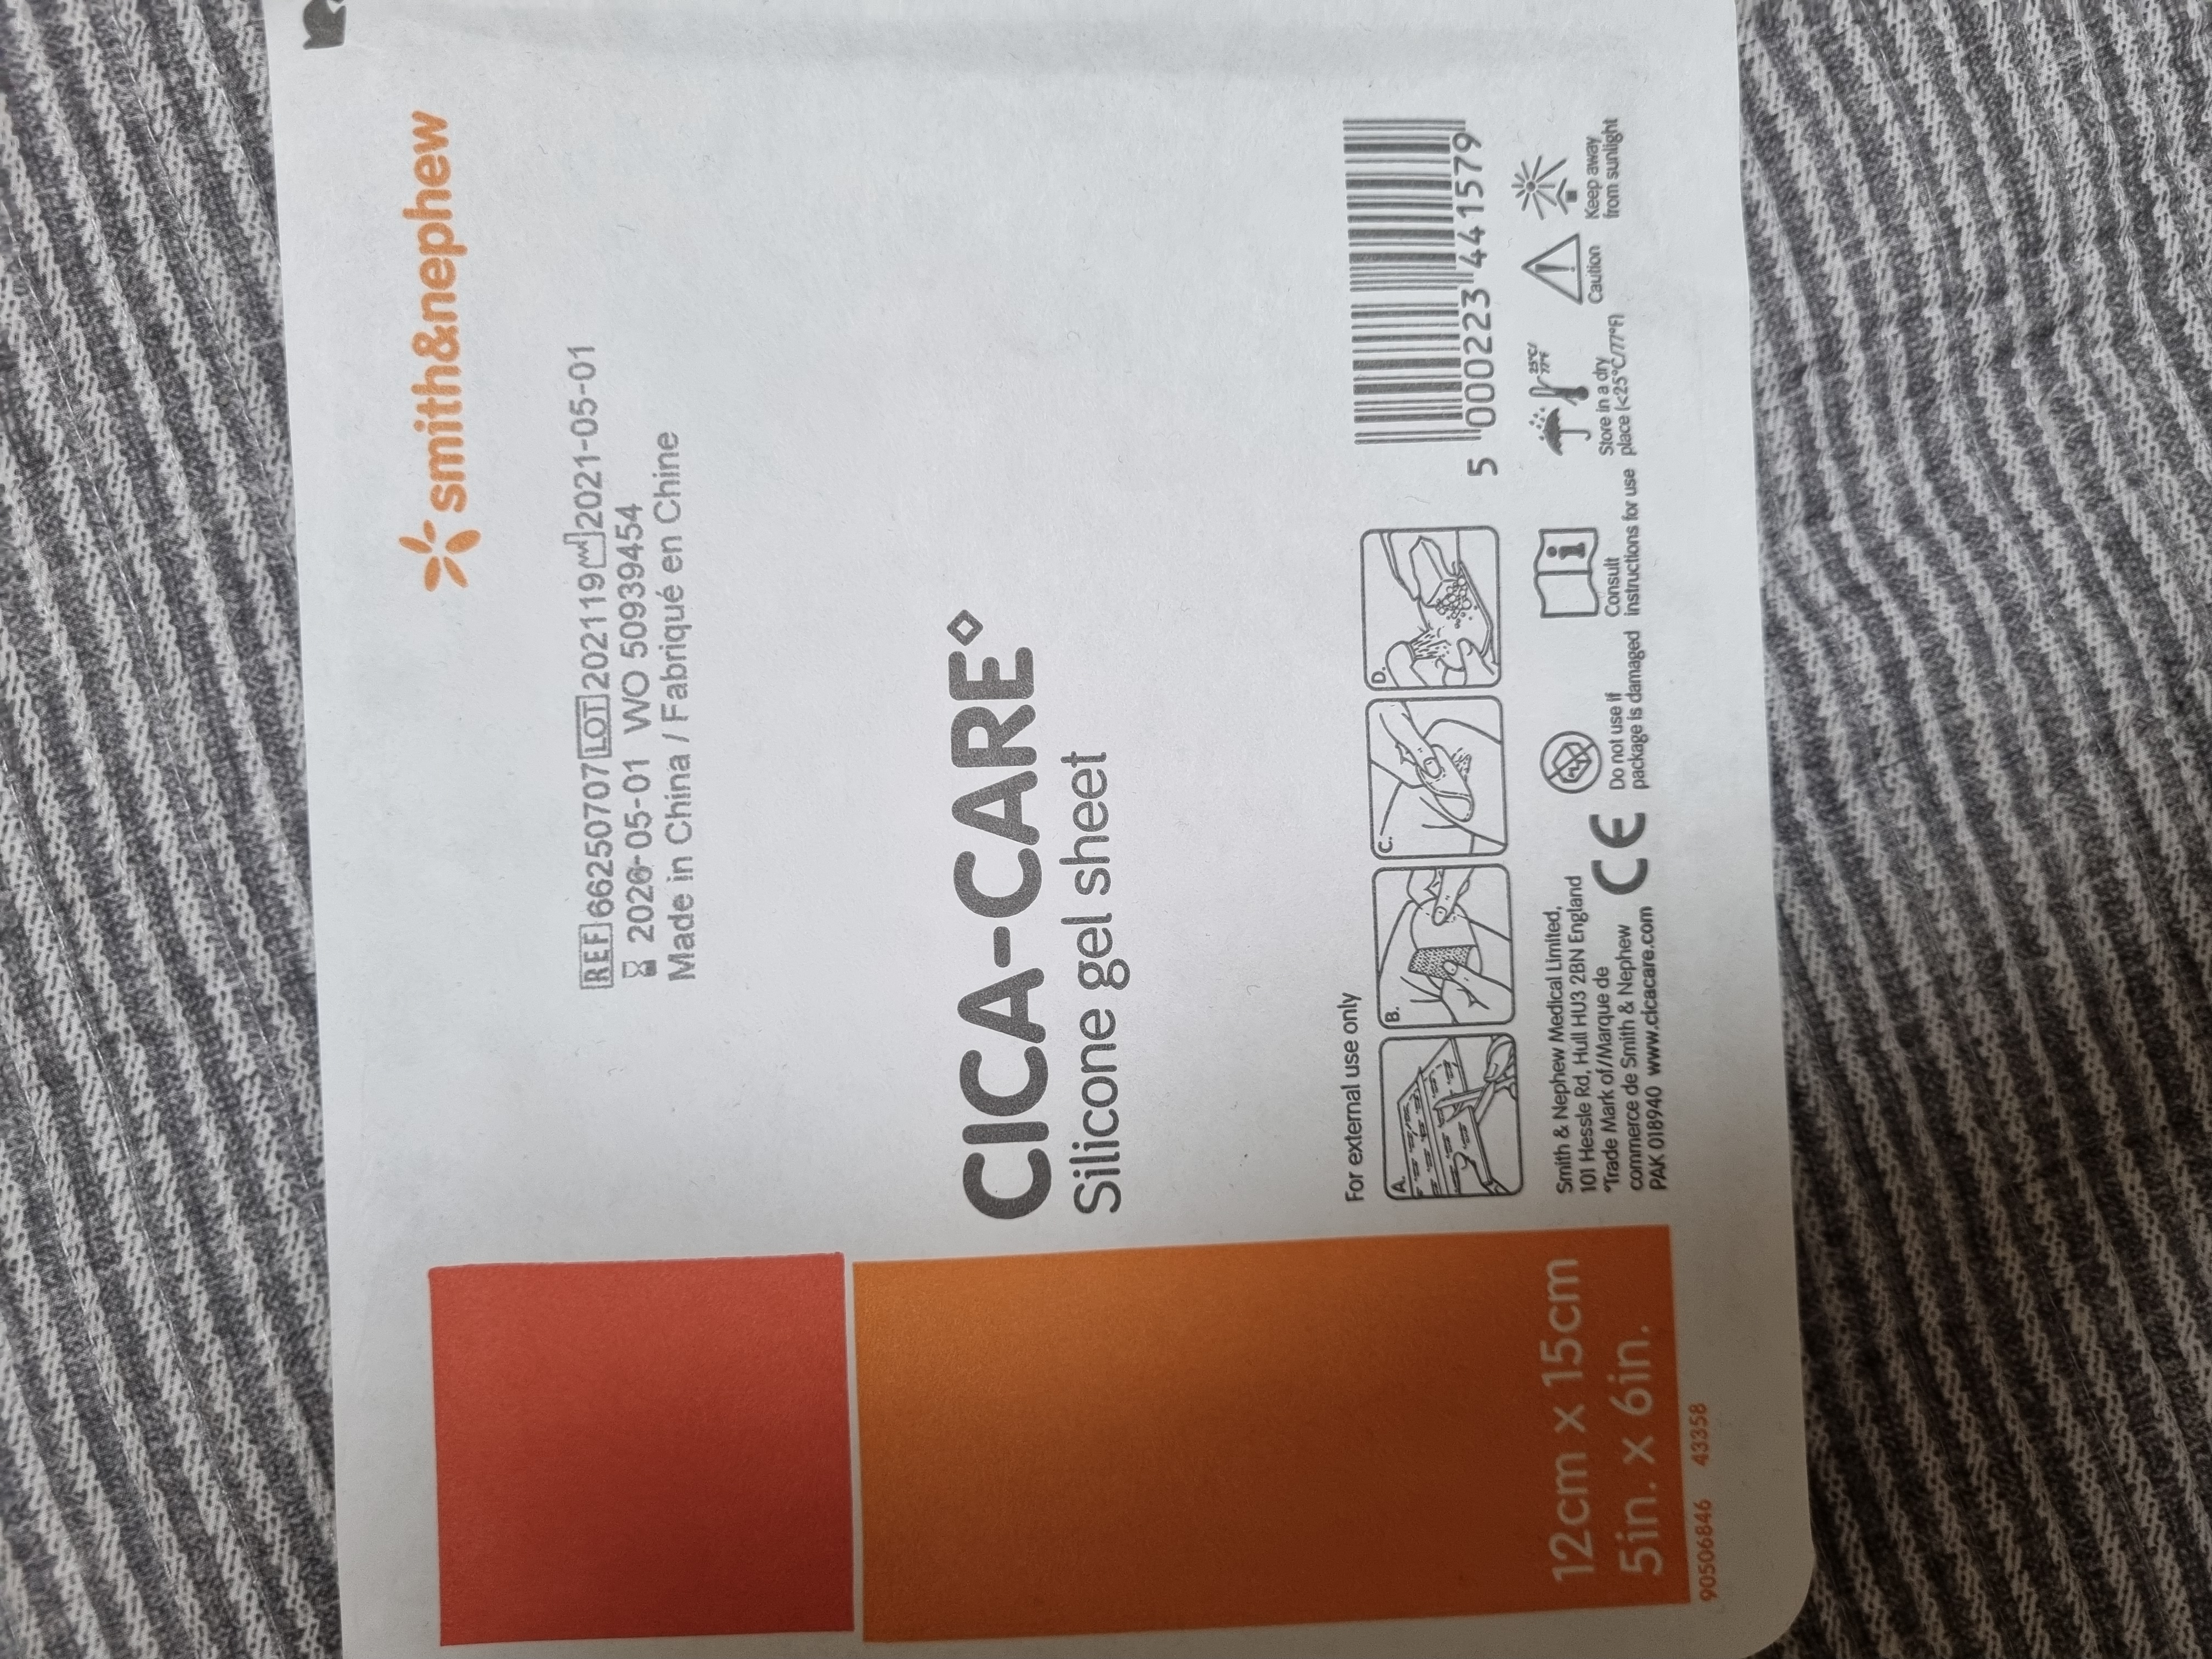 smith&nephew
REF 66250707 LOT 202119 2021-05-01
2026-05-01 WO 50939454
Made in China / Fabriqué en Chine
CICA-CARE◊
Silicone gel sheet
For external use only
A.
B.
C.
D.
5 000223 441579
Smith & Nephew Medical Limited,
101 Hessle Rd, Hull HU3 2BN England
◊Trade Mark of/Marque de
commerce de Smith & Nephew
PAK 018940 www.cicacare.com
CE
Do not use if
package is damaged
Consult
instructions for use
25°C/
77°F
Store in a dry
place (<25°C/77°F)
Caution
Keep away
from sunlight
12cm x 15cm
5in. x 6in.
90506846 43358